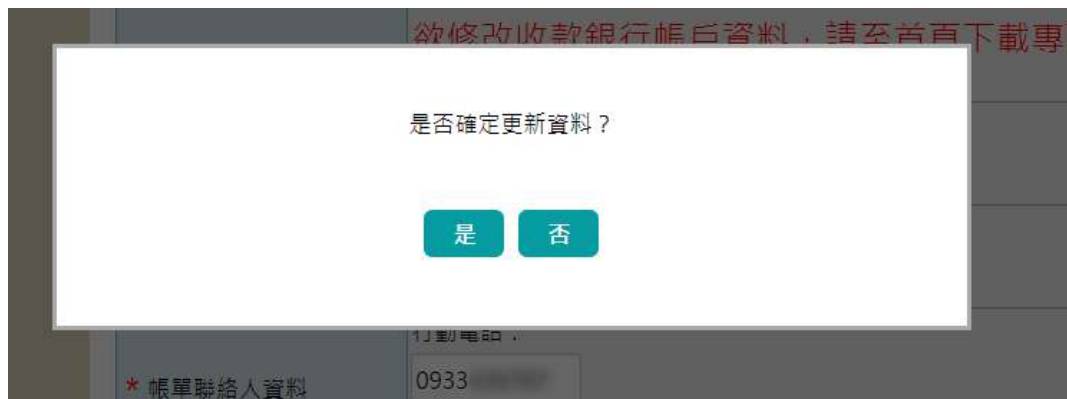 欲修改收款銀行帳戶資料，請至首頁下載專
是否確定更新資料？
是 否
行動電話：
* 帳單聯絡人資料
0933